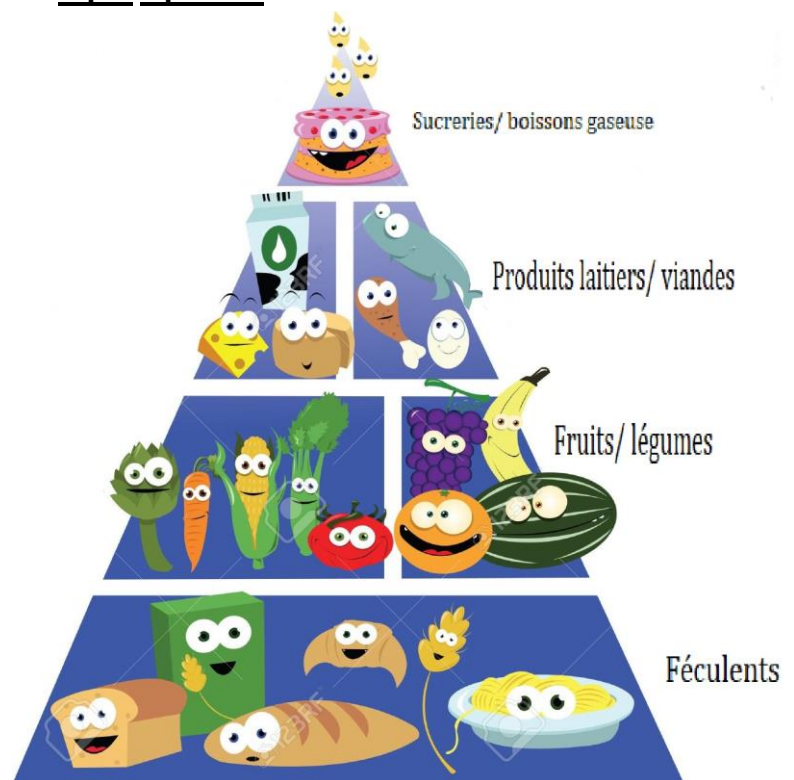 Sucreries/ boissons gaseuse
Produits laitiers/ viandes
Fruits/ légumes
Féculents